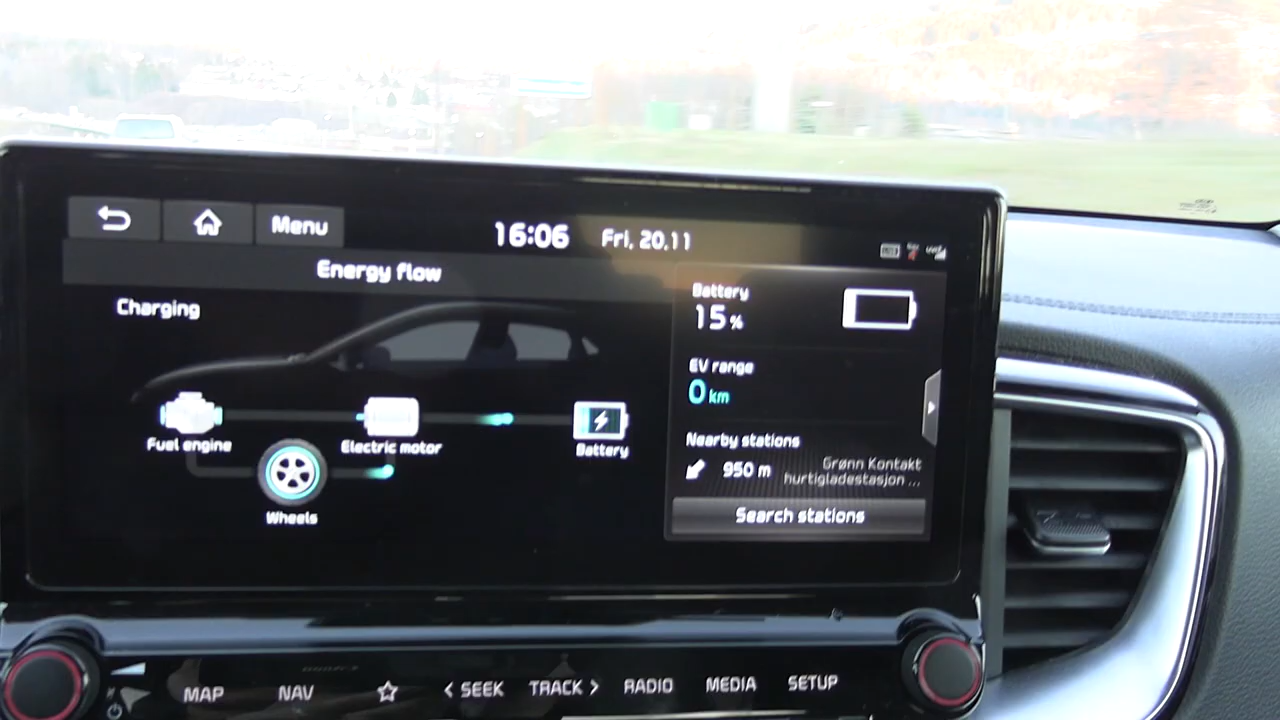 Menu
16:06
Fri, 20.11
Energy flow
Charging
Battery
15%
EV range
0 km
Fuel engine
Electric motor
Battery
Wheels
Nearby stations
950 m
Grønn Kontakt
hurtigladestasjon ...
Search stations
MAP
NAV
< SEEK
TRACK >
RADIO
MEDIA
SETUP